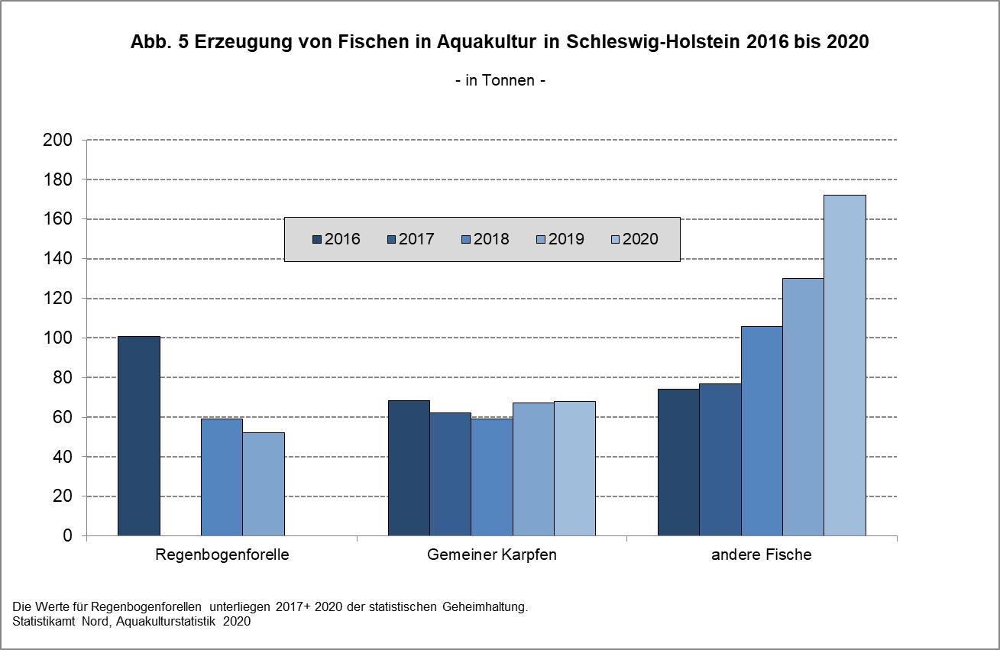 Abb. 5 Erzeugung von Fischen in Aquakultur in Schleswig-Holstein 2016 bis 2020
- in Tonnen -
200
180
160
140
120
100
80
60
40
20
0
2016 2017 2018 2019 2020
Regenbogenforelle Gemeiner Karpfen andere Fische
Die Werte für Regenbogenforellen unterliegen 2017+ 2020 der statistischen Geheimhaltung.
Statistikamt Nord, Aquakulturstatistik 2020